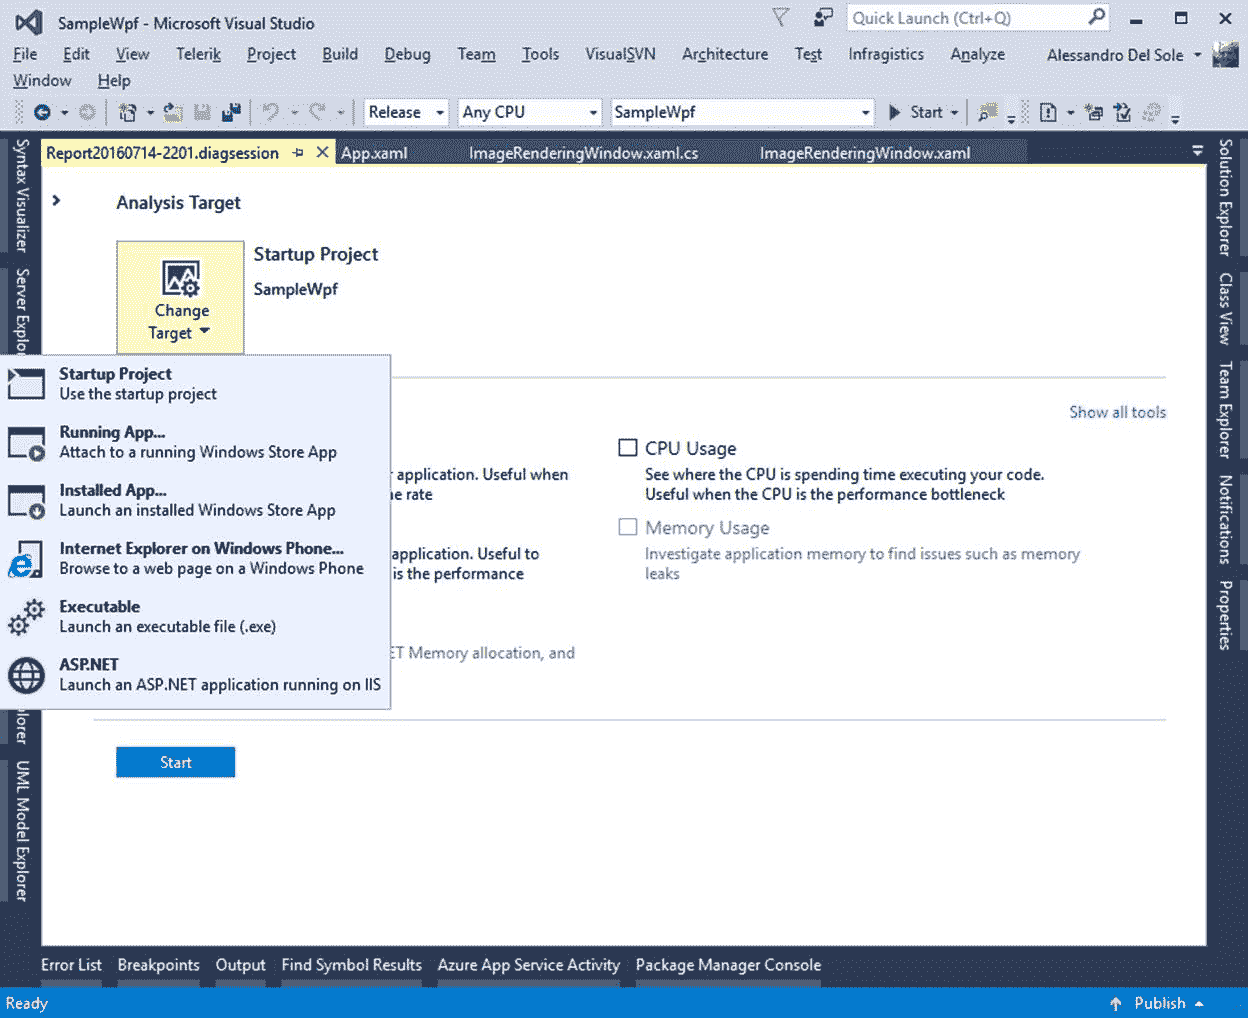 SampleWpf - Microsoft Visual Studio
Quick Launch (Ctrl+Q)
File Edit View Telerik Project Build Debug Team Tools VisualSVN Architecture Test Infragistics Analyze Alessandro Del Sole
Window Help
Release Any CPU SampleWpf Start
Report20160714-2201.diagsession App.xaml ImageRenderingWindow.xaml.cs ImageRenderingWindow.xaml
Syntax Visualizer
Server Explo
Analysis Target
Change
Target
Startup Project
SampleWpf
Startup Project
Use the startup project
Running App...
Attach to a running Windows Store App
Installed App...
Launch an installed Windows Store App
Internet Explorer on Windows Phone...
Browse to a web page on a Windows Phone
Executable
Launch an executable file (.exe)
ASP.NET
Launch an ASP.NET application running on IIS
Show all tools
application. Useful when
e rate
application. Useful to
is the performance
ET Memory allocation, and
CPU Usage
See where the CPU is spending time executing your code.
Useful when the CPU is the performance bottleneck
Memory Usage
Investigate application memory to find issues such as memory
leaks
Start
lorer
UML Model Explorer
Solution Explorer
Class View
Team Explorer
Notifications
Properties
Error List Breakpoints Output Find Symbol Results Azure App Service Activity Package Manager Console
Ready
Publish